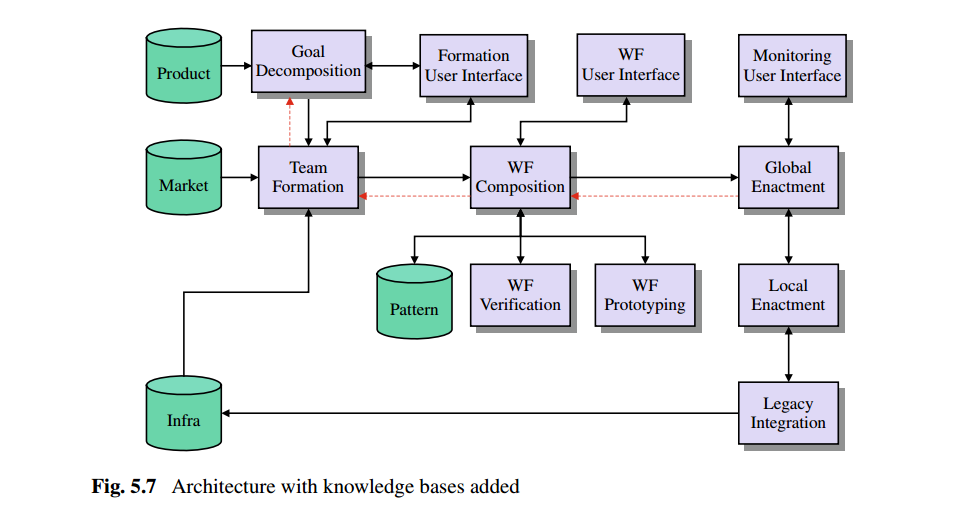 Product
Goal
Decomposition
Formation
User Interface
WF
User Interface
Monitoring
User Interface
Market
Team
Formation
WF
Composition
Global
Enactment
Pattern
WF
Verification
WF
Prototyping
Local
Enactment
Infra
Legacy
Integration
Fig. 5.7 Architecture with knowledge bases added